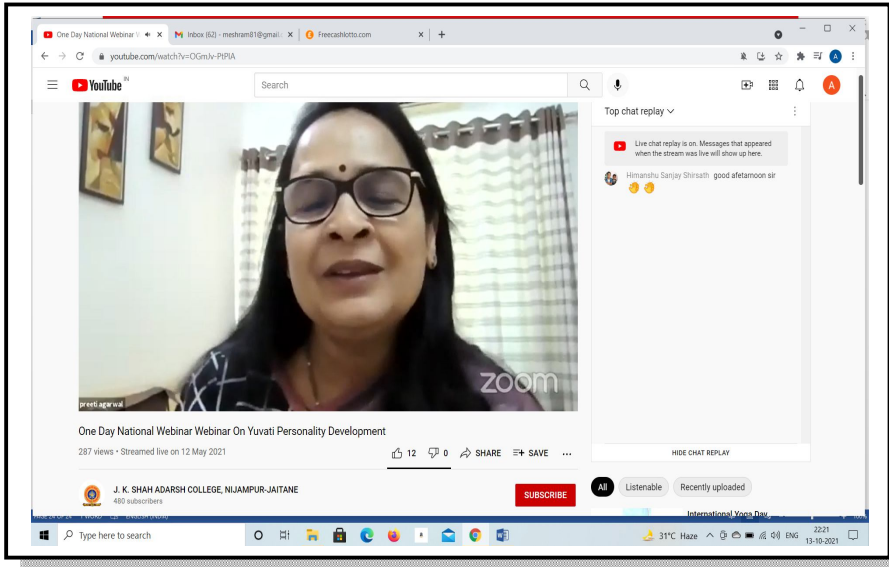 One Day National Webinar W
Inbox (62) - meshram81@gmail.c
Freecashlotto.com
youtube.com/watch?v=OGmJv-PtPIA
YouTube IN
Search
Top chat replay
Live chat replay is on. Messages that appeared
when the stream was live will show up here.
Himanshu Sanjay Shirsath good afetarnoon sir
zoom
preeti agarwal
One Day National Webinar Webinar On Yuvati Personality Development
287 views • Streamed live on 12 May 2021
12 0 SHARE SAVE
HIDE CHAT REPLAY
J. K. SHAH ADARSH COLLEGE, NIJAMPUR-JAITANE
480 subscribers
SUBSCRIBE
All Listenable Recently uploaded
International Yoga Day
Type here to search
31°C Haze
ENG
22:21
13-10-2021